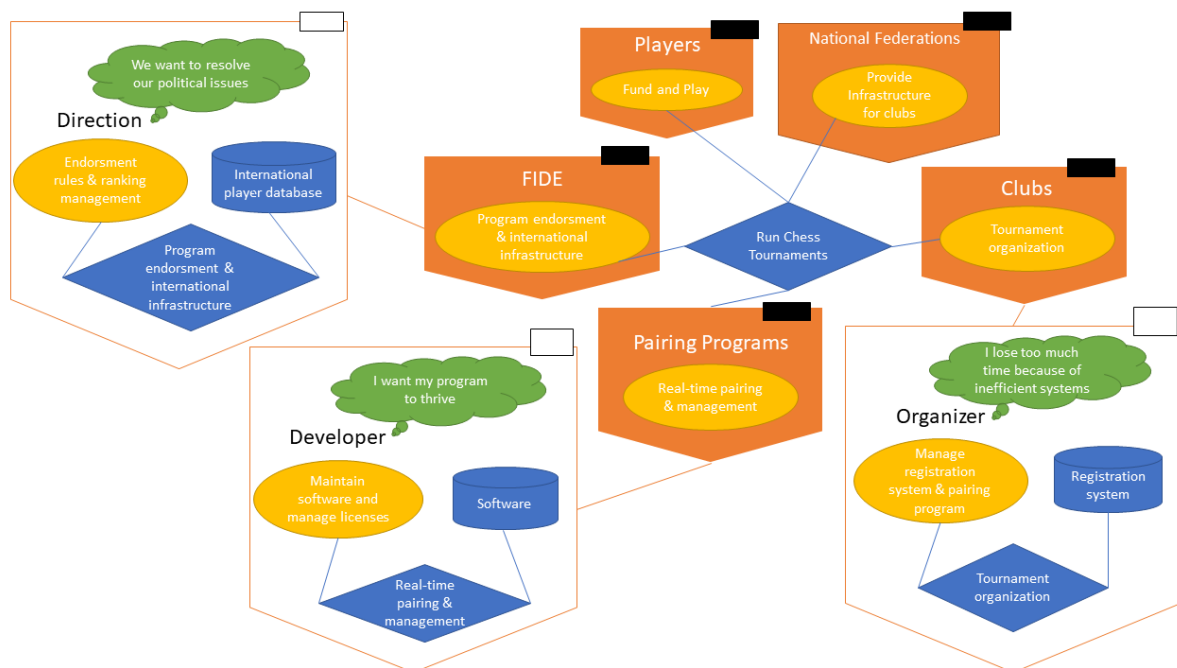 We want to resolve
our political issues
Direction
Endorsment
rules & ranking
management
International
player database
Program
endorsment &
international
infrastructure
Players
Fund and Play
National Federations
Provide
Infrastructure
for clubs
FIDE
Program endorsment
& international
infrastructure
Run Chess
Tournaments
Clubs
Tournament
organization
Pairing Programs
Real-time pairing
& management
I want my program
to thrive
Developer
Maintain
software and
manage licenses
Software
Real-time
pairing &
management
I lose too much
time because of
inefficient systems
Organizer
Manage
registration
system & pairing
program
Registration
system
Tournament
organization